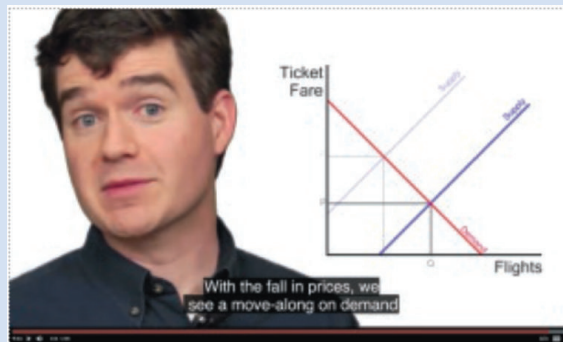 Ticket
Fare
Supply
Supply
Demand
P
Q
Flights
With the fall in prices, we
see a move-along on demand